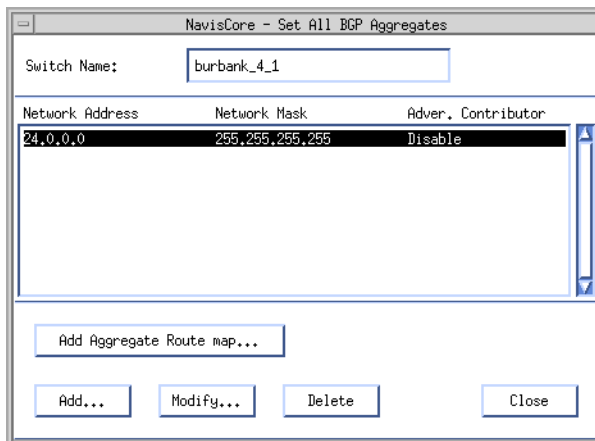 NavisCore - Set All BGP Aggregates
Switch Name: burbank_4_1
Network Address Network Mask Adver. Contributor
24.0.0.0 255.255.255.255 Disable
Add Aggregate Route map...
Add... Modify... Delete Close